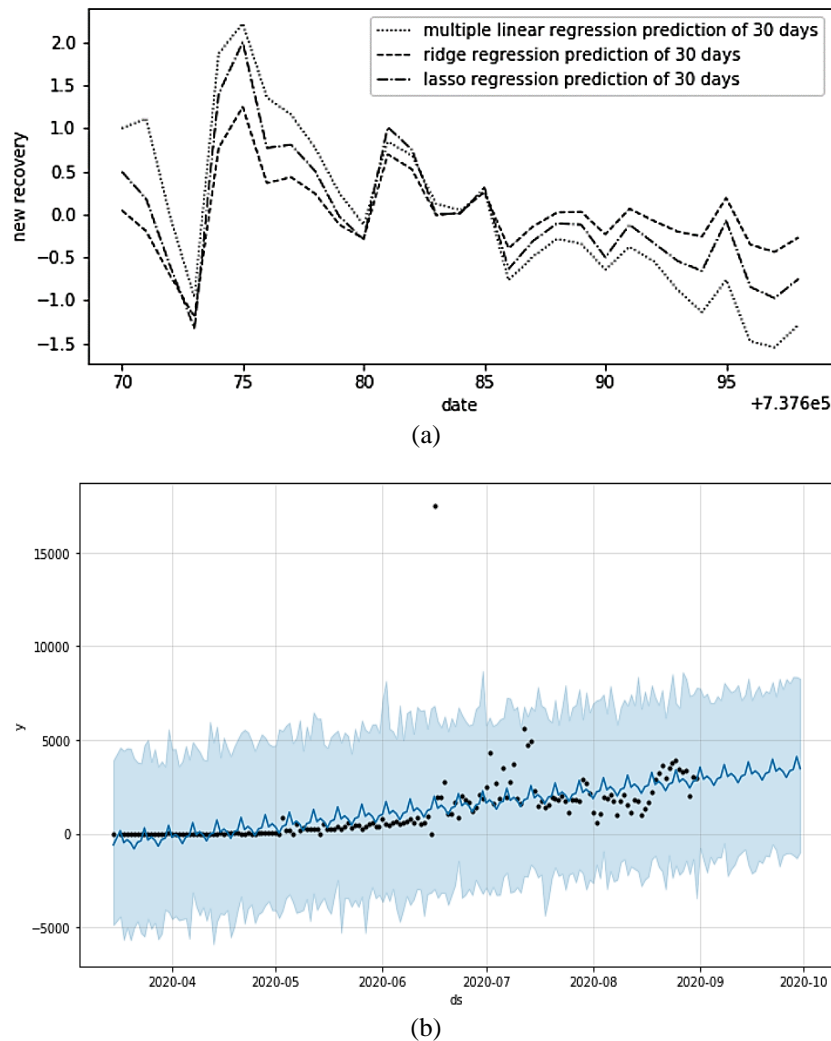 multiple linear regression prediction of 30 days
ridge regression prediction of 30 days
lasso regression prediction of 30 days
new recovery
2.0
1.5
1.0
0.5
0.0
−0.5
−1.0
−1.5
70 75 80 85 90 95
+7.376e5
date
(a)
y
15000
10000
5000
0
−5000
2020-04 2020-05 2020-06 2020-07 2020-08 2020-09 2020-10
ds
(b)